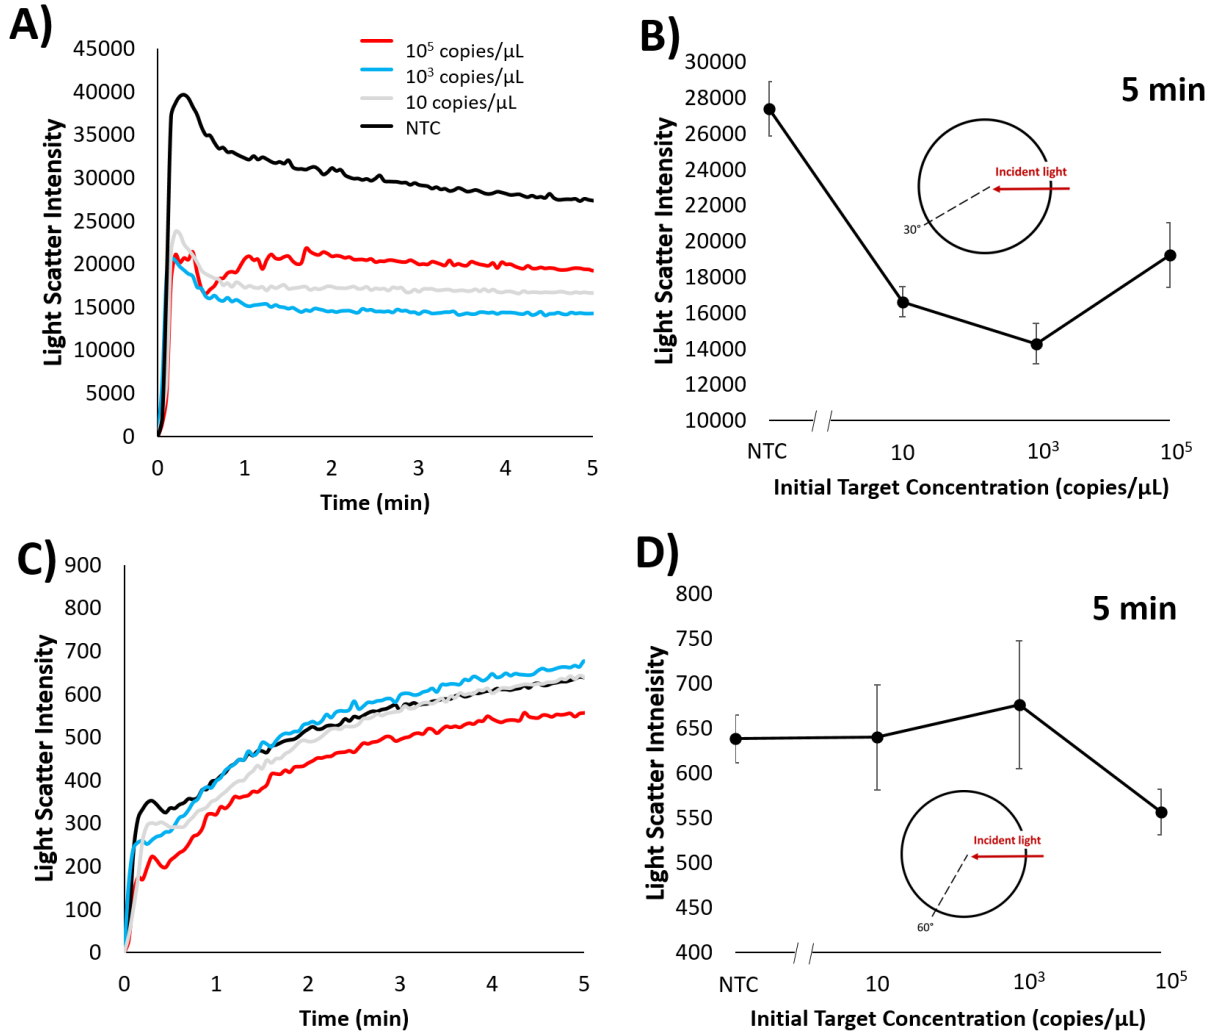 A)
45000
40000
35000
30000
25000
20000
15000
10000
5000
0
Light Scatter Intensity
10⁵ copies/µL
10³ copies/µL
10 copies/µL
NTC
0 1 2 3 4 5
Time (min)
B)
30000
28000
26000
24000
22000
20000
18000
16000
14000
12000
10000
Light Scatter Intensity
5 min
Incident light
30°
NTC 10 10³ 10⁵
Initial Target Concentration (copies/µL)
C)
900
800
700
600
500
400
300
200
100
0
Light Scatter Intensity
0 1 2 3 4 5
Time (min)
D)
800
750
700
650
600
550
500
450
400
Light Scatter Intneisity
5 min
Incident light
60°
NTC 10 10³ 10⁵
Initial Target Concentration (copies/µL)